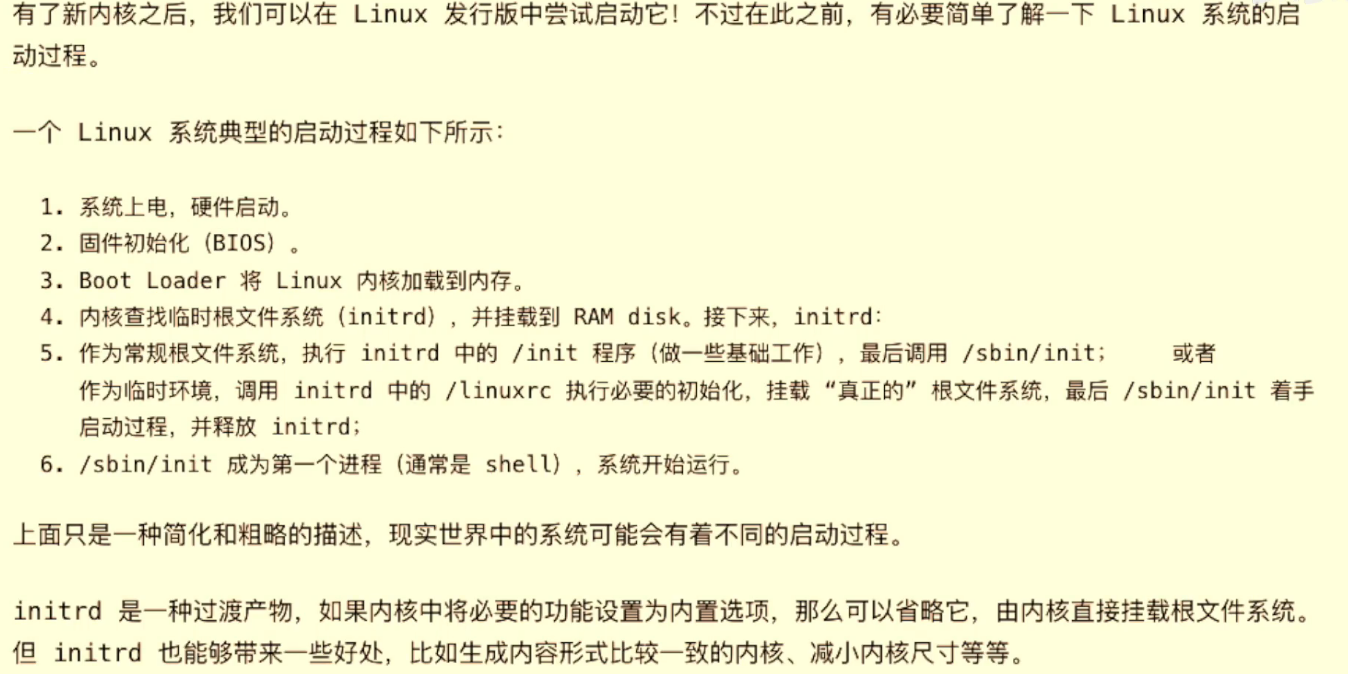 有了新内核之后，我们可以在 Linux 发行版中尝试启动它！不过在此之前，有必要简单了解一下 Linux 系统的启
动过程。
一个 Linux 系统典型的启动过程如下所示：
1. 系统上电，硬件启动。
2. 固件初始化（BIOS）。
3. Boot Loader 将 Linux 内核加载到内存。
4. 内核查找临时根文件系统（initrd），并挂载到 RAM disk。接下来，initrd：
5. 作为常规根文件系统，执行 initrd 中的 /init 程序（做一些基础工作），最后调用 /sbin/init； 或者
作为临时环境，调用 initrd 中的 /linuxrc 执行必要的初始化，挂载“真正的”根文件系统，最后 /sbin/init 着手
启动过程，并释放 initrd；
6. /sbin/init 成为第一个进程（通常是 shell），系统开始运行。
上面只是一种简化和粗略的描述，现实世界中的系统可能会有着不同的启动过程。
initrd 是一种过渡产物，如果内核中将必要的功能设置为内置选项，那么可以省略它，由内核直接挂载根文件系统。
但 initrd 也能够带来一些好处，比如生成内容形式比较一致的内核、减小内核尺寸等等。